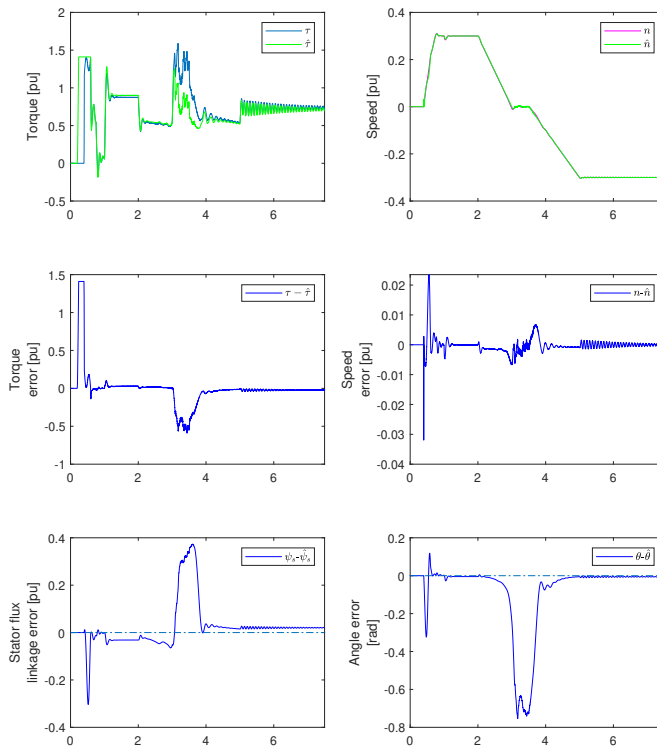 Torque [pu]
2
1.5
1
0.5
0
-0.5
0 2 4 6
τ
τ̂
Speed [pu]
0.4
0.2
0
-0.2
-0.4
0 2 4 6
n
n̂
Torque
error [pu]
1.5
1
0.5
0
-0.5
-1
0 2 4 6
τ − τ̂
Speed
error [pu]
0.02
0.01
0
-0.01
-0.02
-0.03
-0.04
0 2 4 6
n-n̂
Stator flux
linkage error [pu]
0.4
0.2
0
-0.2
-0.4
0 2 4 6
ψₛ-ψ̂ₛ
Angle error
[rad]
0.2
0
-0.2
-0.4
-0.6
-0.8
0 2 4 6
θ-θ̂